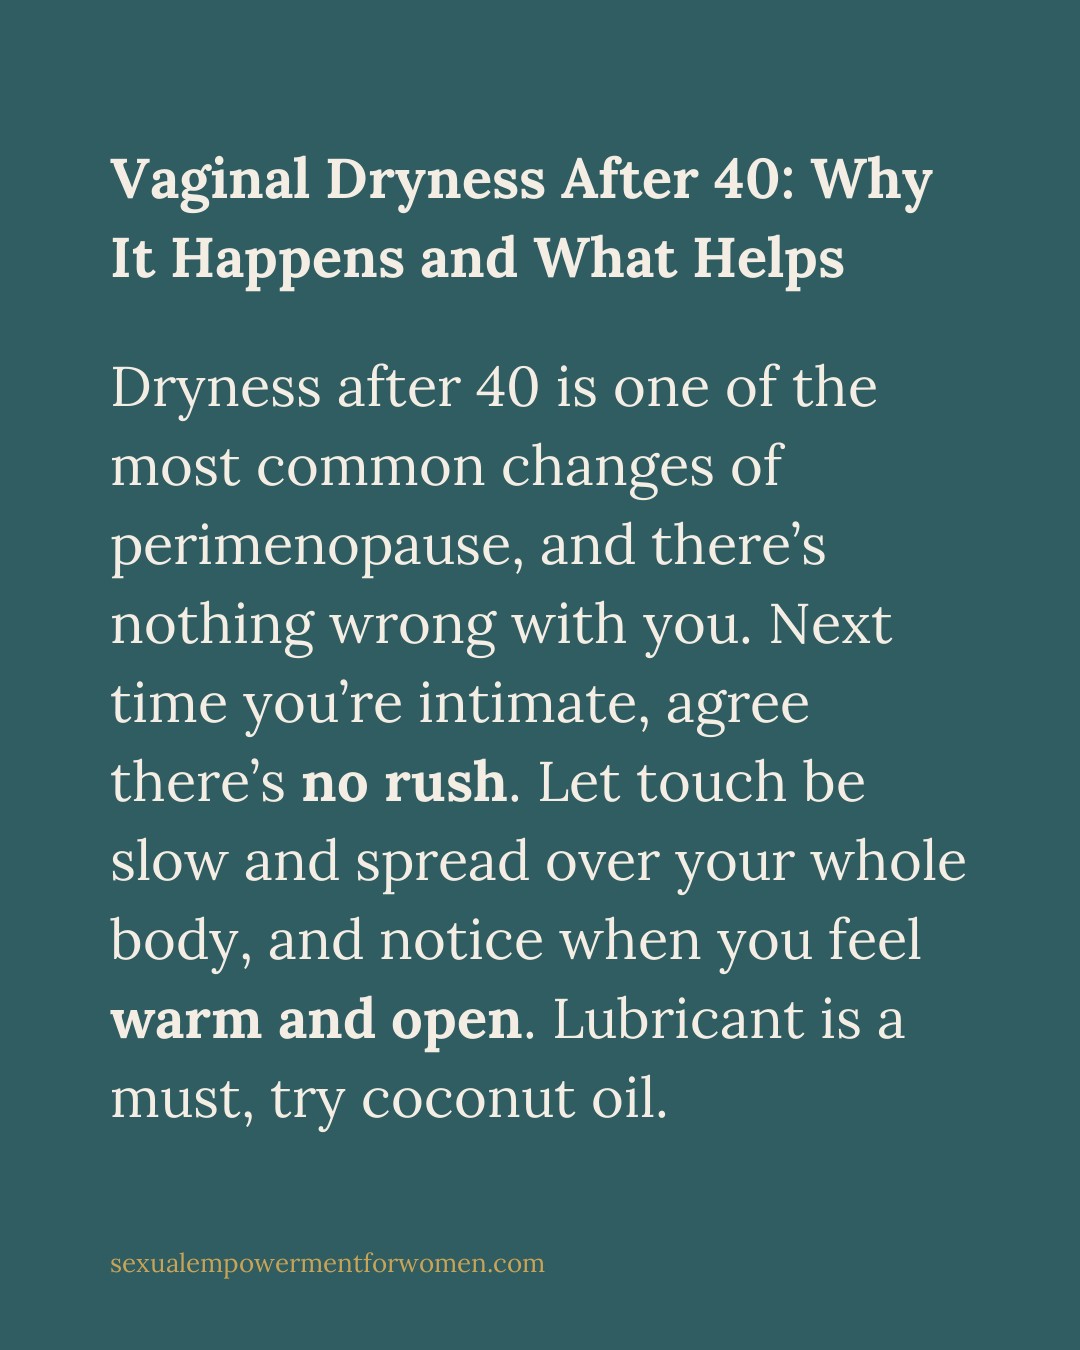 Vaginal Dryness After 40: Why
It Happens and What Helps
Dryness after 40 is one of the
most common changes of
perimenopause, and there’s
nothing wrong with you. Next
time you’re intimate, agree
there’s no rush. Let touch be
slow and spread over your whole
body, and notice when you feel
warm and open. Lubricant is a
must, try coconut oil.
sexualempowermentforwomen.com